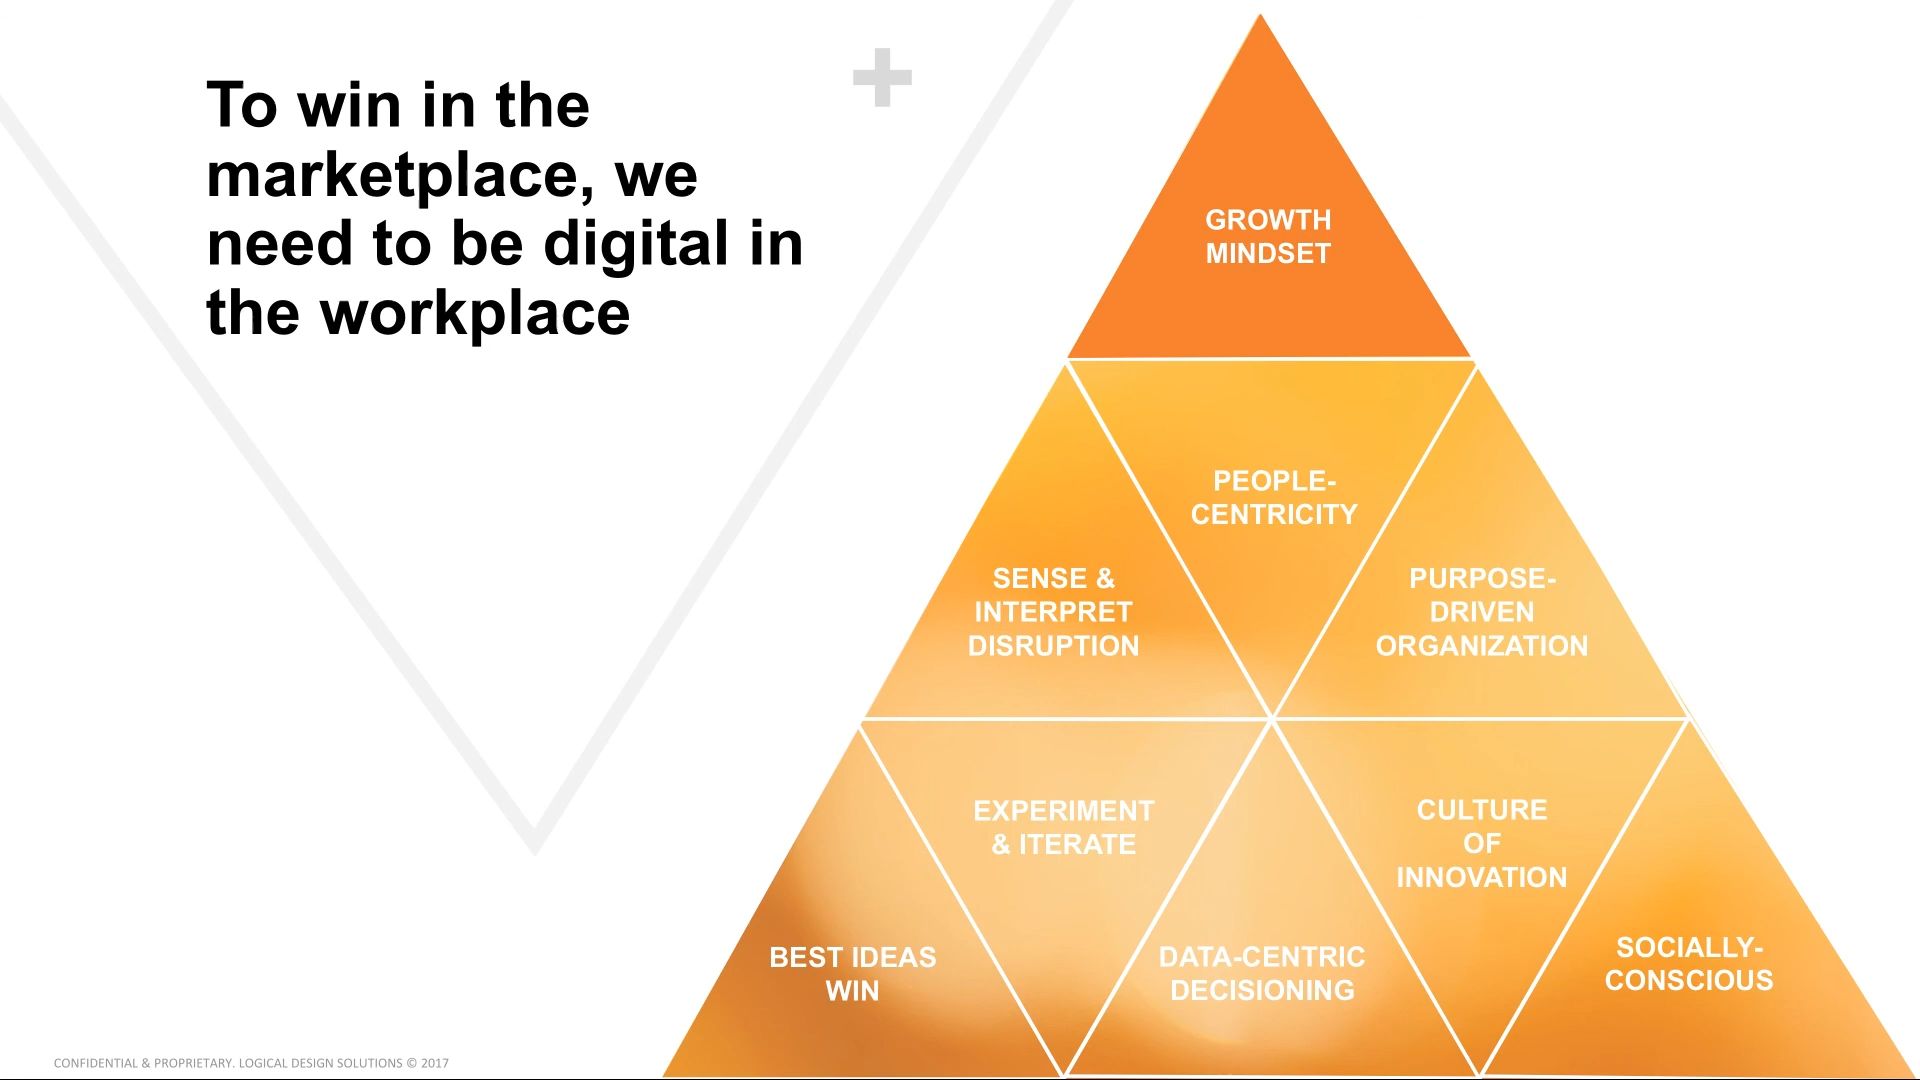 To win in the
marketplace, we
need to be digital in
the workplace
GROWTH
MINDSET
PEOPLE-
CENTRICITY
SENSE &
INTERPRET
DISRUPTION
PURPOSE-
DRIVEN
ORGANIZATION
EXPERIMENT
& ITERATE
CULTURE
OF
INNOVATION
BEST IDEAS
WIN
DATA-CENTRIC
DECISIONING
SOCIALLY-
CONSCIOUS
CONFIDENTIAL & PROPRIETARY. LOGICAL DESIGN SOLUTIONS © 2017